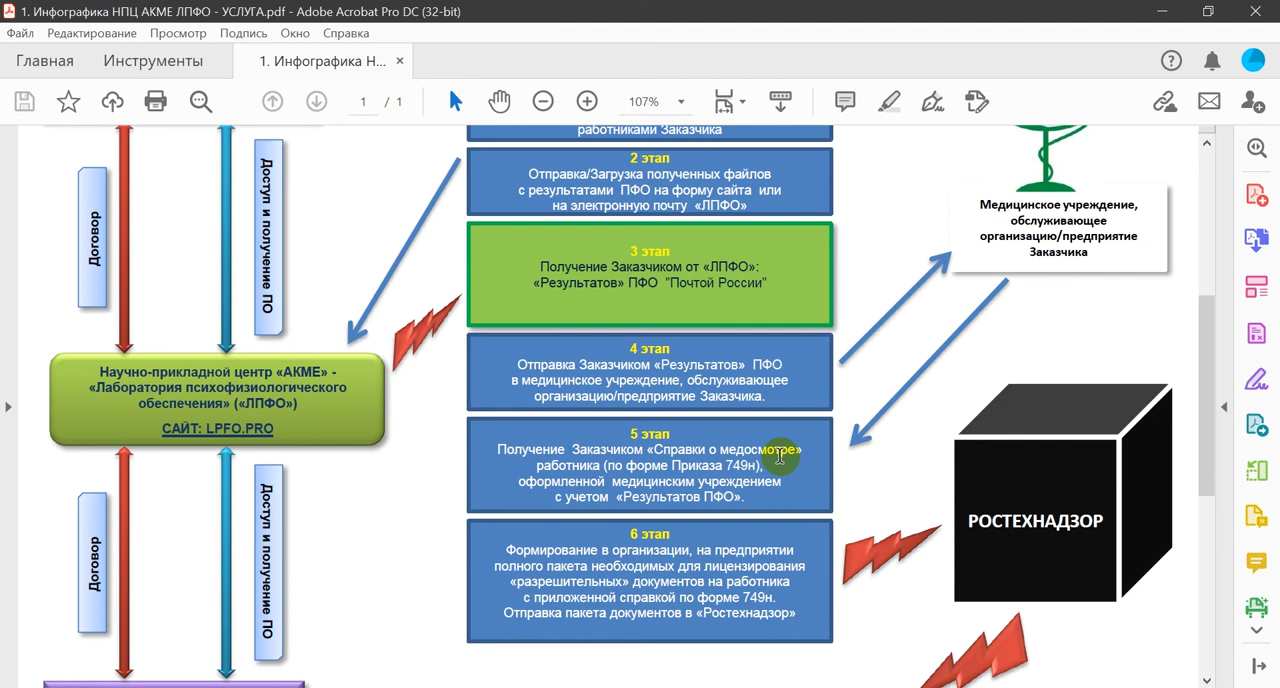 1. Инфографика НПЦ АКМЕ ЛПФО - УСЛУГА.pdf - Adobe Acrobat Pro DC (32-bit)
Файл Редактирование Просмотр Подпись Окно Справка
Главная Инструменты 1. Инфографика Н... ×
1 / 1 107%
работниками Заказчика
2 этап
Отправка/Загрузка полученных файлов
с результатами ПФО на форму сайта или
на электронную почту «ЛПФО»
3 этап
Получение Заказчиком от «ЛПФО»:
«Результатов» ПФО "Почтой России"
4 этап
Отправка Заказчиком «Результатов» ПФО
в медицинское учреждение, обслуживающее
организацию/предприятие Заказчика.
5 этап
Получение Заказчиком «Справки о медосмотре»
работника (по форме Приказа 749н),
оформленной медицинским учреждением
с учетом «Результатов ПФО».
6 этап
Формирование в организации, на предприятии
полного пакета необходимых для лицензирования
«разрешительных» документов на работника
с приложенной справкой по форме 749н.
Отправка пакета документов в «Ростехнадзор»
Договор
Доступ и получение ПО
Научно-прикладной центр «АКМЕ» -
«Лаборатория психофизиологического
обеспечения» («ЛПФО»)
САЙТ: LPFO.PRO
Договор
Доступ и получение ПО
Медицинское учреждение,
обслуживающее
организацию/предприятие
Заказчика
РОСТЕХНАДЗОР